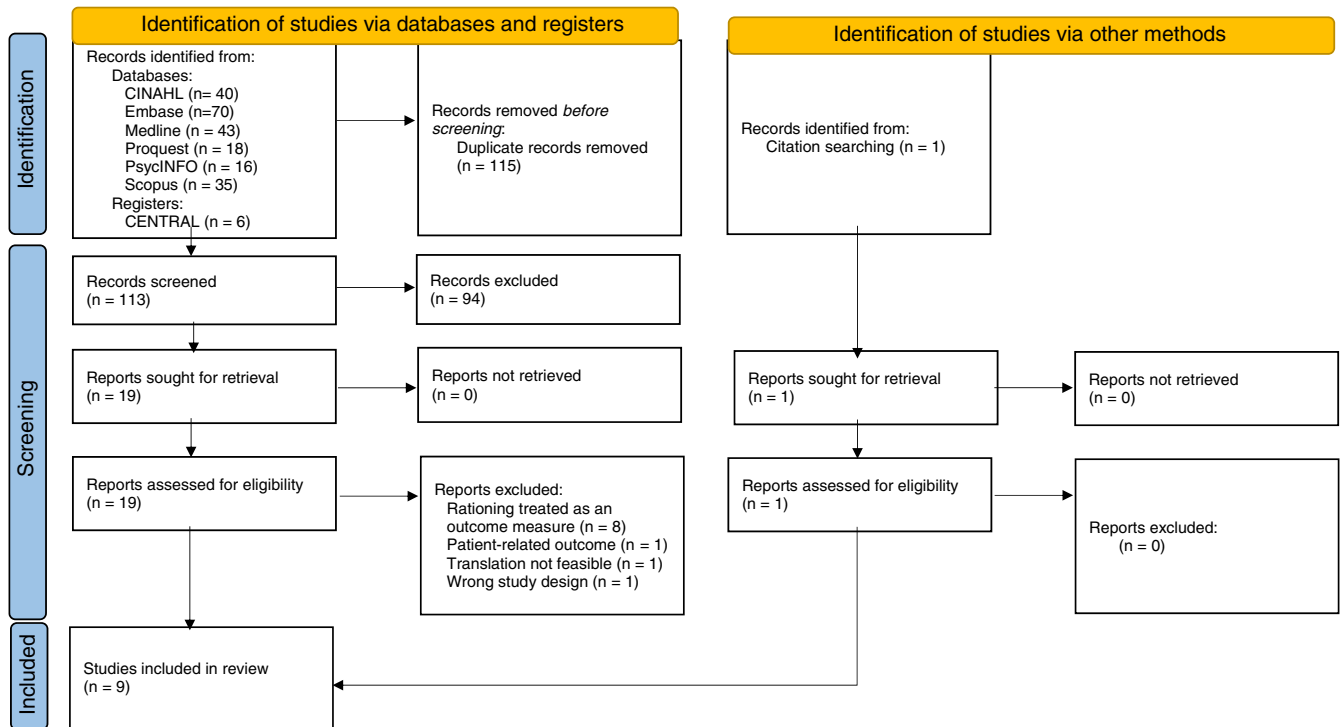 Identification of studies via databases and registers
Identification of studies via other methods
Identification
Records identified from:
Databases:
CINAHL (n= 40)
Embase (n=70)
Medline (n = 43)
Proquest (n = 18)
PsycINFO (n = 16)
Scopus (n = 35)
Registers:
CENTRAL (n = 6)
Records removed before
screening:
Duplicate records removed
(n = 115)
Records identified from:
Citation searching (n = 1)
Screening
Records screened
(n = 113)
Records excluded
(n = 94)
Reports sought for retrieval
(n = 19)
Reports not retrieved
(n = 0)
Reports sought for retrieval
(n = 1)
Reports not retrieved
(n = 0)
Reports assessed for eligibility
(n = 19)
Reports excluded:
Rationing treated as an
outcome measure (n = 8)
Patient-related outcome (n = 1)
Translation not feasible (n = 1)
Wrong study design (n = 1)
Reports assessed for eligibility
(n = 1)
Reports excluded:
(n = 0)
Included
Studies included in review
(n = 9)